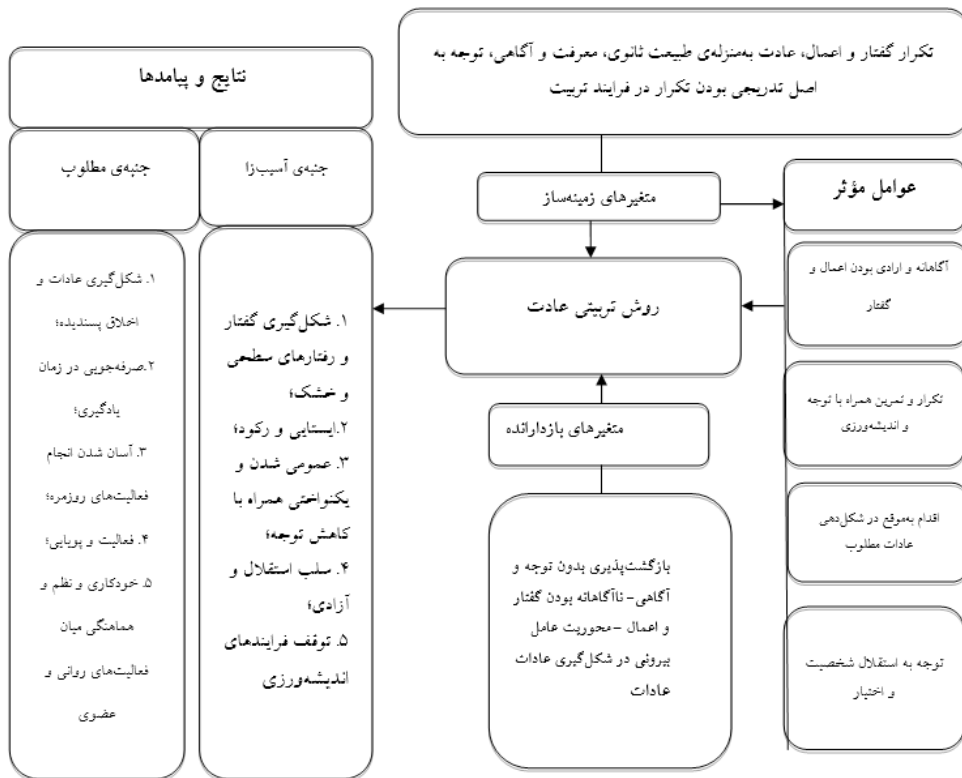 تکرار گفتار و اعمال، عادت به‌منزله‌ی طبیعت ثانوی، معرفت و آگاهی، توجه به
اصل تدریجی بودن تکرار در فرایند تربیت
متغیرهای زمینه‌ساز
عوامل مؤثر
آگاهانه و ارادی بودن اعمال و
گفتار
تکرار و تمرین همراه با توجه
و اندیشه‌ورزی
اقدام به‌موقع در شکل‌دهی
عادات مطلوب
توجه به استقلال شخصیت
و اختیار
روش تربیتی عادت
متغیرهای بازدارانده
بازگشت‌پذیری بدون توجه و
آگاهی- ناآگاهانه بودن گفتار
و اعمال -محوریت عامل
بیرونی در شکل‌گیری عادات
عادات
نتایج و پیامدها
جنبه‌ی آسیب‌زا
۱. شکل‌گیری گفتار
و رفتارهای سطحی
و خشک؛
۲.ایستایی و رکود؛
۳. عمومی شدن و
یکنواختی همراه با
کاهش توجه؛
۴. سلب استقلال و
آزادی؛
۵. توقف فرایندهای
اندیشه‌ورزی
جنبه‌ی مطلوب
۱. شکل‌گیری عادات و
اخلاق پسندیده؛
۲.صرفه‌جویی در زمان
یادگیری؛
۳. آسان شدن انجام
فعالیت‌های روزمره؛
۴. فعالیت و پویایی؛
۵. خودکاری و نظم و
هماهنگی میان
فعالیت‌های روانی و
عضوی